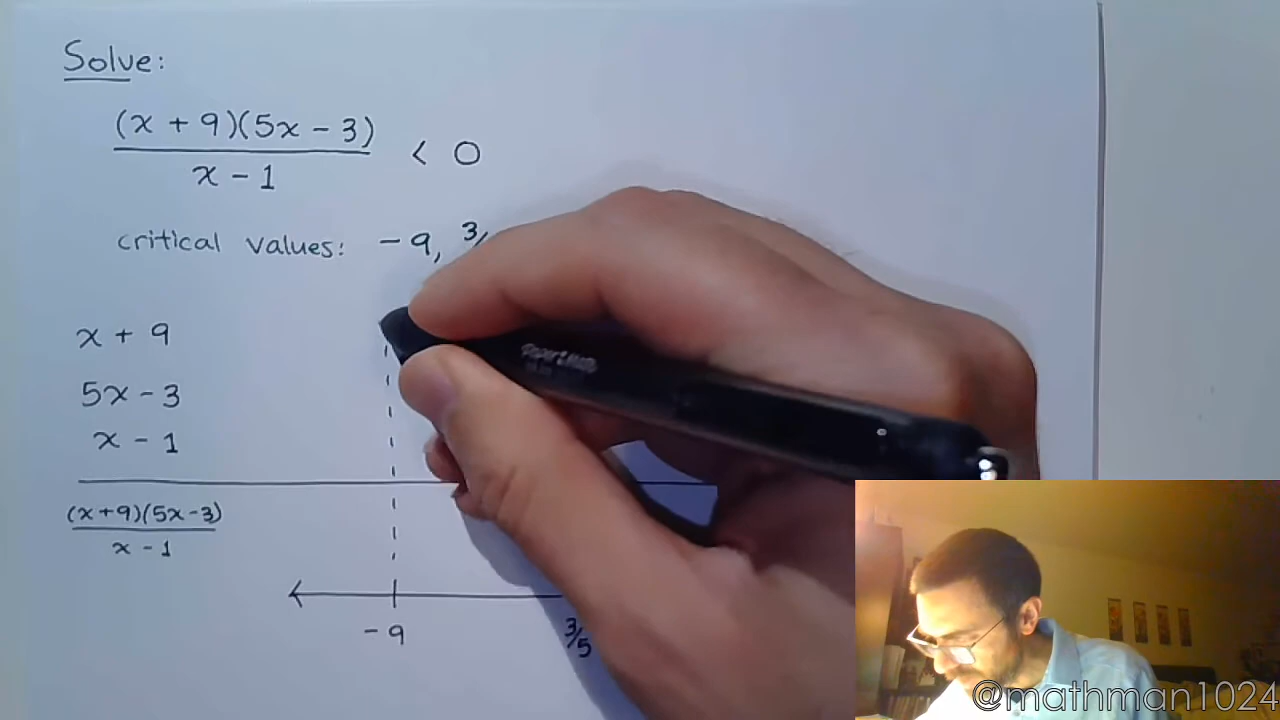 Solve:
(x + 9)(5x - 3)
x - 1
< 0
critical values: -9, 3/
x + 9
5x - 3
x - 1
(x+9)(5x-3)
x - 1
-9
3/5
@mathman1024